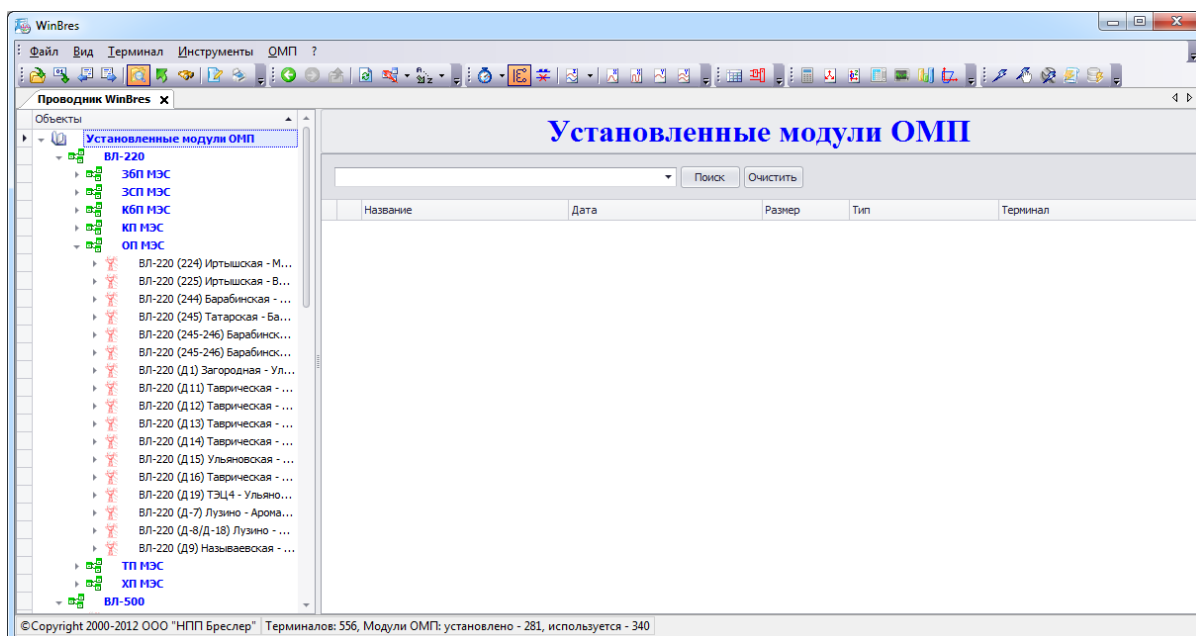 WinBres
Файл Вид Терминал Инструменты ОМП ?
Проводник WinBres
Объекты
Установленные модули ОМП
ВЛ-220
ЗбП МЭС
ЗСП МЭС
КбП МЭС
КП МЭС
ОП МЭС
ВЛ-220 (224) Иртышская - М...
ВЛ-220 (225) Иртышская - В...
ВЛ-220 (244) Барабинская - ...
ВЛ-220 (245) Татарская - Ба...
ВЛ-220 (245-246) Барабинск...
ВЛ-220 (245-246) Барабинск...
ВЛ-220 (Д1) Загородная - Ул...
ВЛ-220 (Д11) Таврическая - ...
ВЛ-220 (Д12) Таврическая - ...
ВЛ-220 (Д13) Таврическая - ...
ВЛ-220 (Д14) Таврическая - ...
ВЛ-220 (Д15) Ульяновская - ...
ВЛ-220 (Д16) Таврическая - ...
ВЛ-220 (Д19) ТЭЦ4 - Ульяно...
ВЛ-220 (Д-7) Лузино - Арома...
ВЛ-220 (Д-8/Д-18) Лузино - ...
ВЛ-220 (Д9) Называевская - ...
ТП МЭС
ХП МЭС
ВЛ-500
Установленные модули ОМП
Поиск Очистить
Название Дата Размер Тип Терминал
©Copyright 2000-2012 ООО "НПП Бреслер" Терминалов: 556, Модули ОМП: установлено - 281, используется - 340